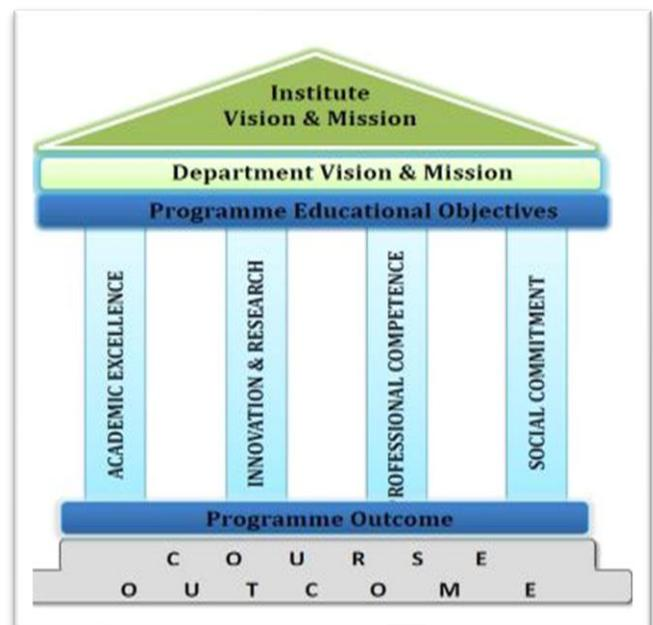 Institute
Vision & Mission
Department Vision & Mission
Programme Educational Objectives
ACADEMIC EXCELLENCE
INNOVATION & RESEARCH
ROFESSIONAL COMPETENCE
SOCIAL COMMITMENT
Programme Outcome
C O U R S E
O U T C O M E